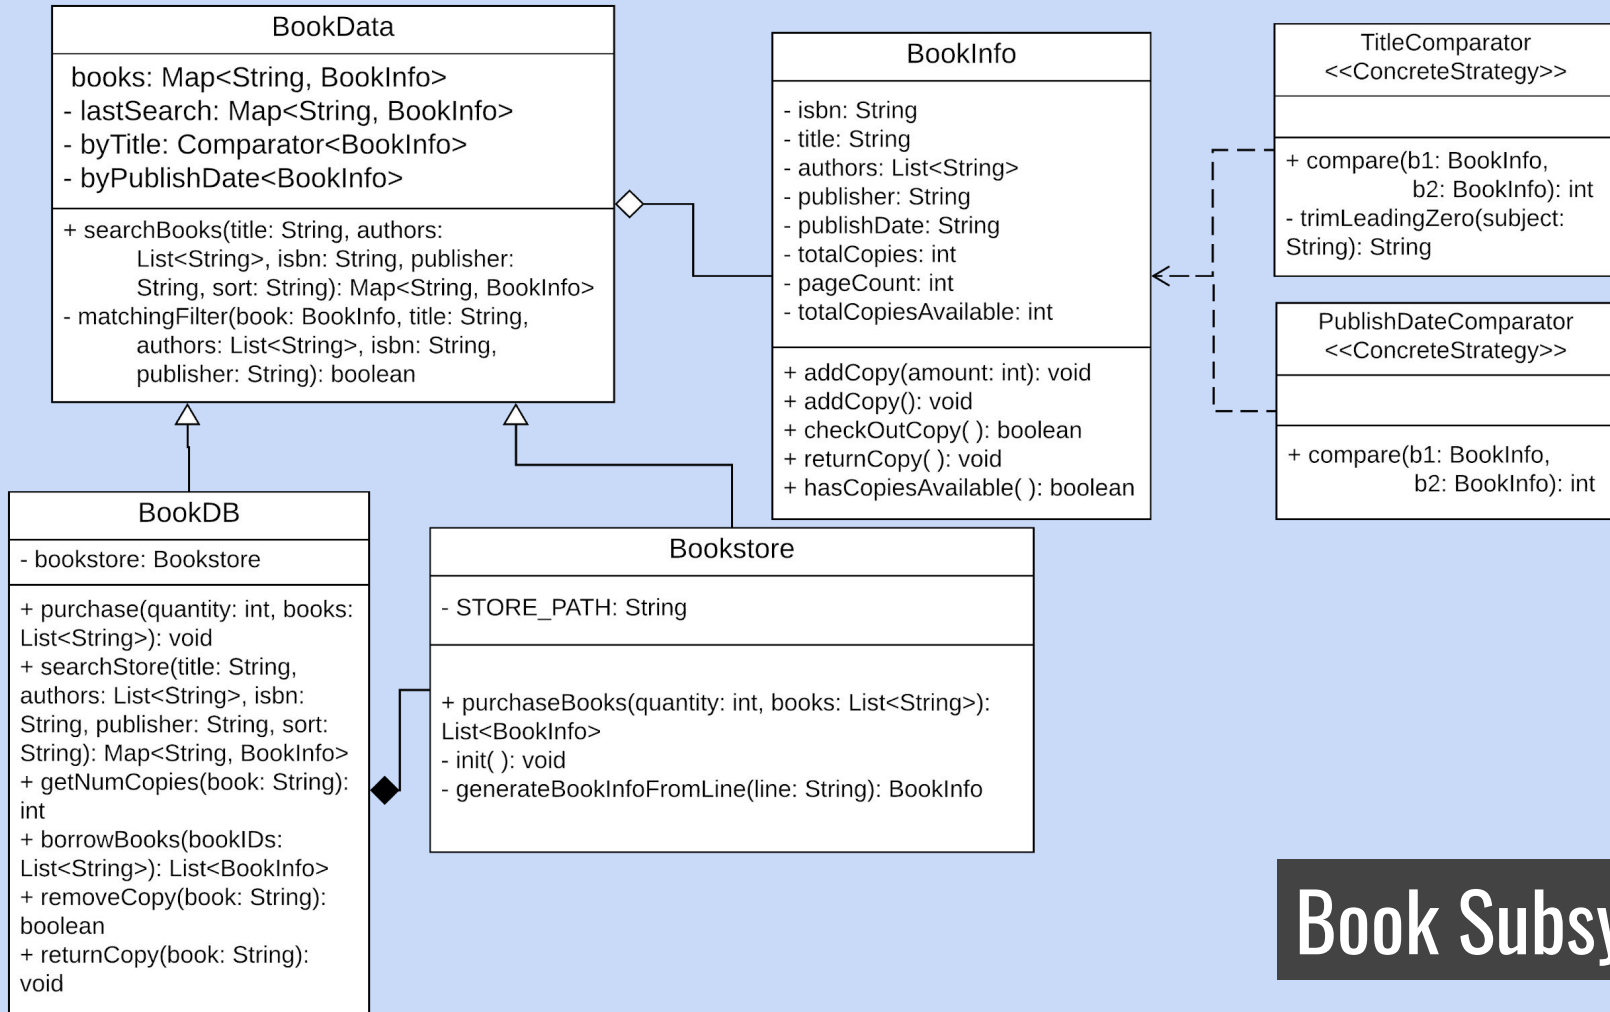 BookData
books: Map<String, BookInfo>
- lastSearch: Map<String, BookInfo>
- byTitle: Comparator<BookInfo>
- byPublishDate<BookInfo>
+ searchBooks(title: String, authors:
List<String>, isbn: String, publisher:
String, sort: String): Map<String, BookInfo>
- matchingFilter(book: BookInfo, title: String,
authors: List<String>, isbn: String,
publisher: String): boolean
BookInfo
- isbn: String
- title: String
- authors: List<String>
- publisher: String
- publishDate: String
- totalCopies: int
- pageCount: int
- totalCopiesAvailable: int
+ addCopy(amount: int): void
+ addCopy(): void
+ checkOutCopy( ): boolean
+ returnCopy( ): void
+ hasCopiesAvailable( ): boolean
TitleComparator
<<ConcreteStrategy>>
+ compare(b1: BookInfo,
b2: BookInfo): int
- trimLeadingZero(subject:
String): String
PublishDateComparator
<<ConcreteStrategy>>
+ compare(b1: BookInfo,
b2: BookInfo): int
BookDB
- bookstore: Bookstore
+ purchase(quantity: int, books:
List<String>): void
+ searchStore(title: String,
authors: List<String>, isbn:
String, publisher: String, sort:
String): Map<String, BookInfo>
+ getNumCopies(book: String):
int
+ borrowBooks(bookIDs:
List<String>): List<BookInfo>
+ removeCopy(book: String):
boolean
+ returnCopy(book: String):
void
Bookstore
- STORE_PATH: String
+ purchaseBooks(quantity: int, books: List<String>):
List<BookInfo>
- init( ): void
- generateBookInfoFromLine(line: String): BookInfo
Book Subsy